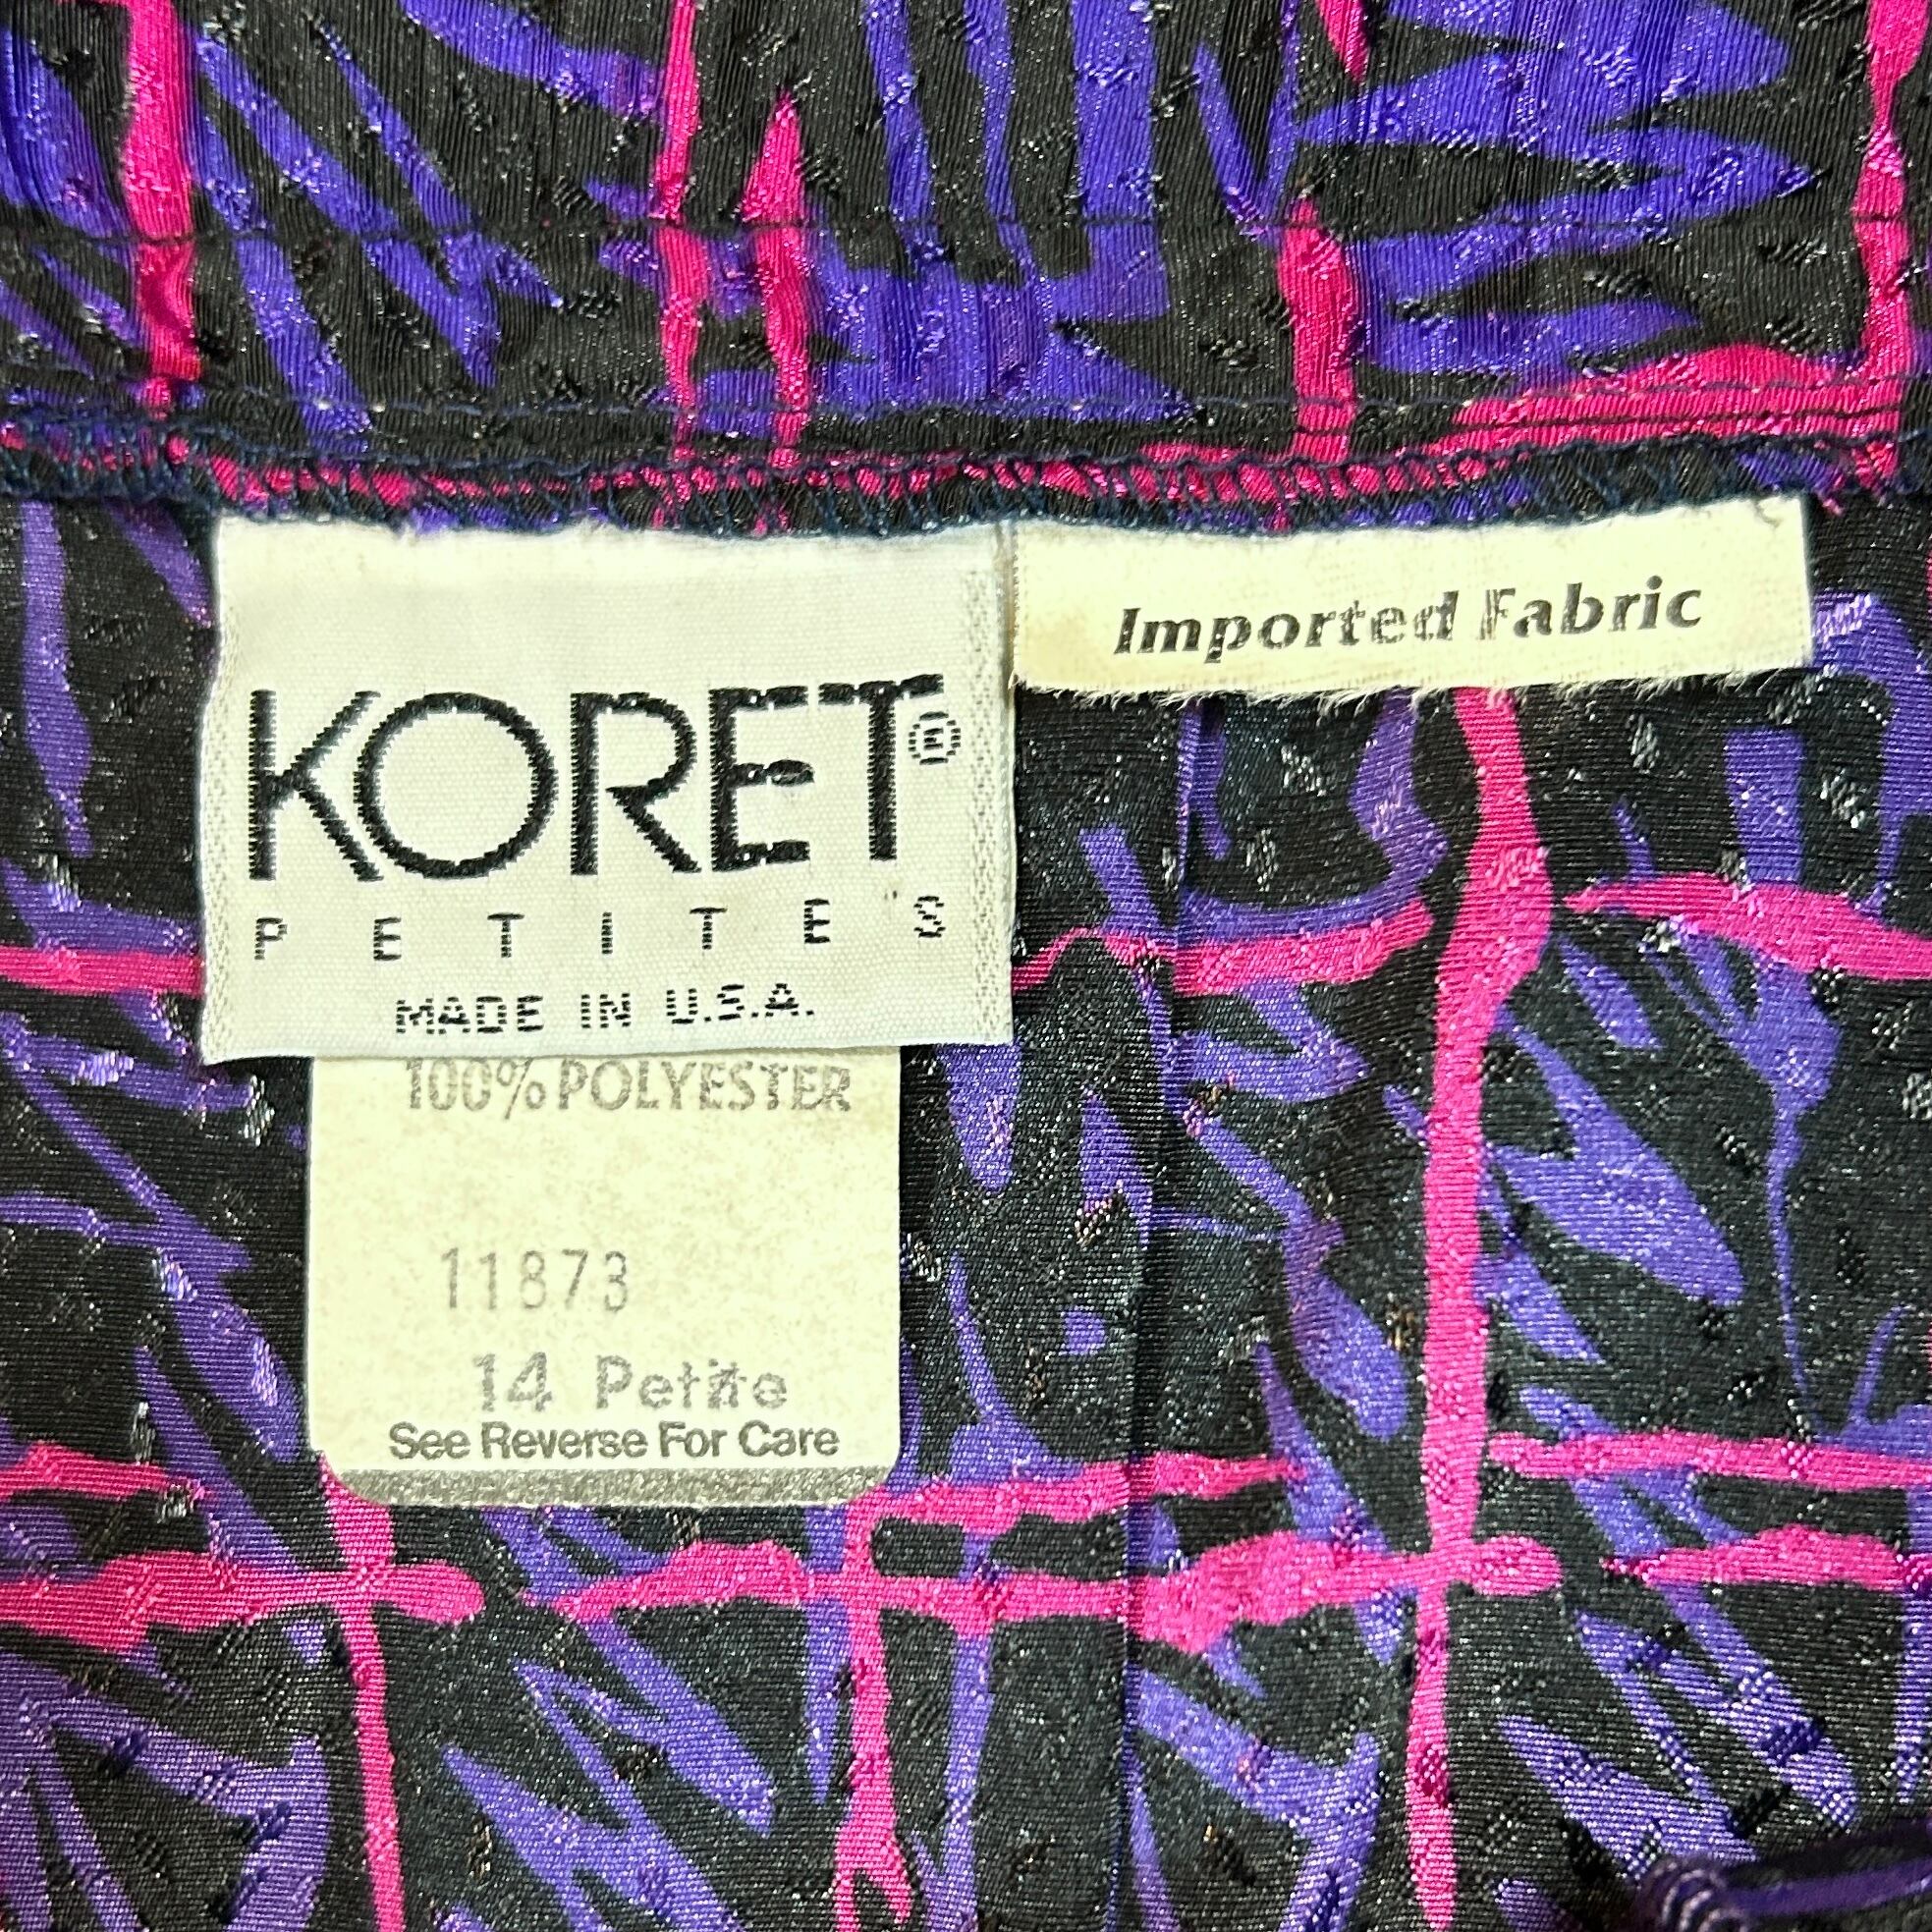 KORET®
PETITES
MADE IN U.S.A.
Imported Fabric
100% POLYESTER
11873
14 Petite
See Reverse For Care